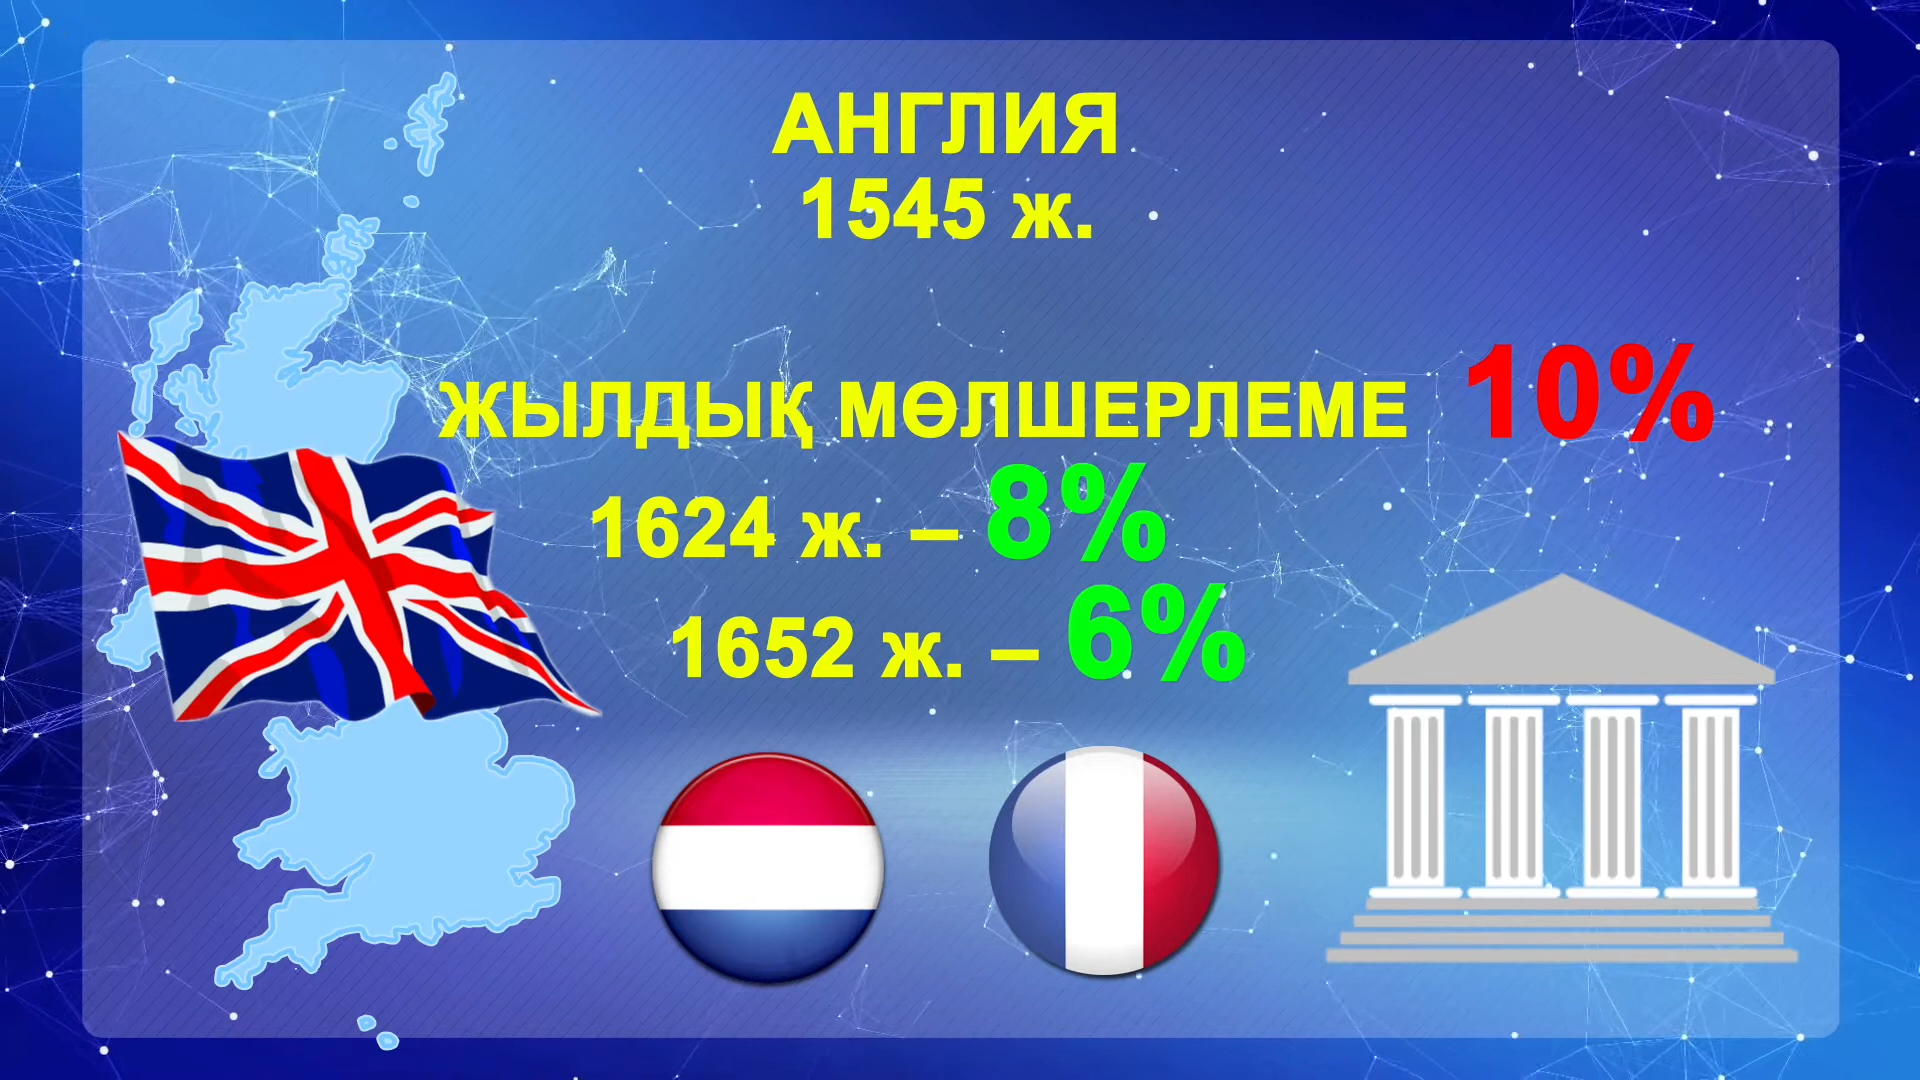 АНГЛИЯ
1545 ж.
ЖЫЛДЫҚ МӨЛШЕРЛЕМЕ 10%
1624 ж. – 8%
1652 ж. – 6%